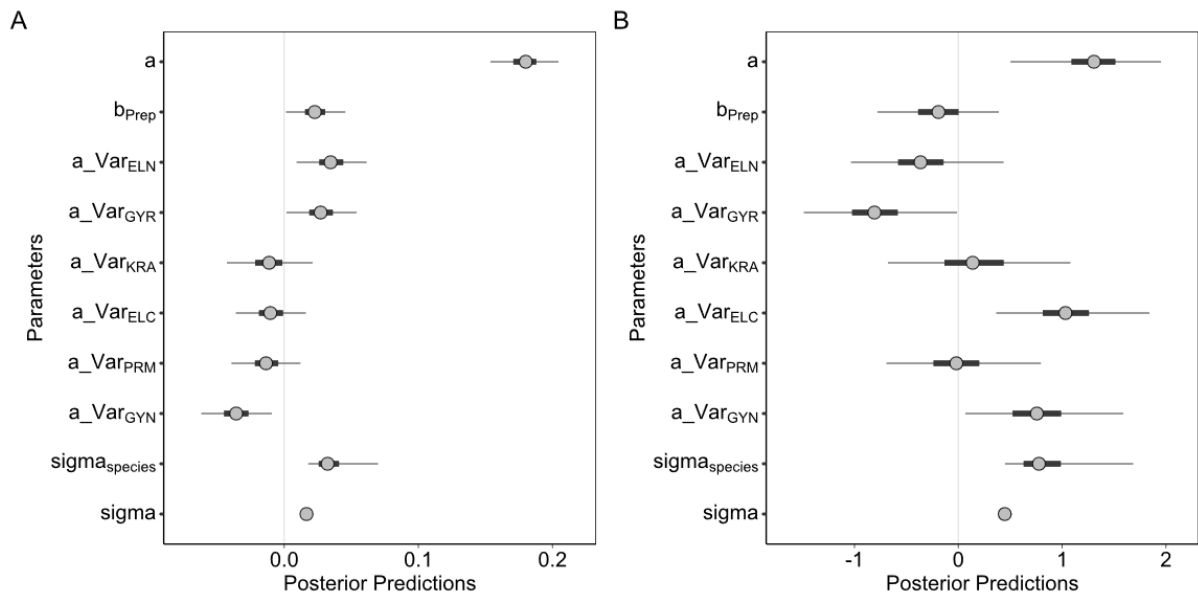 A
Parameters
a
bPrep
a_VarELN
a_VarGYR
a_VarKRA
a_VarELC
a_VarPRM
a_VarGYN
sigmaspecies
sigma
0.0 0.1 0.2
Posterior Predictions
B
Parameters
a
bPrep
a_VarELN
a_VarGYR
a_VarKRA
a_VarELC
a_VarPRM
a_VarGYN
sigmaspecies
sigma
-1 0 1 2
Posterior Predictions